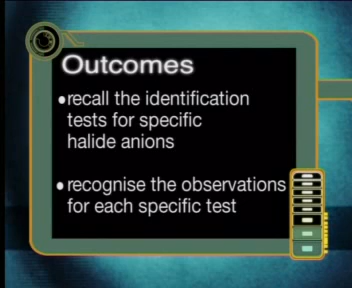 Outcomes
•recall the identification
tests for specific
halide anions
•recognise the observations
for each specific test